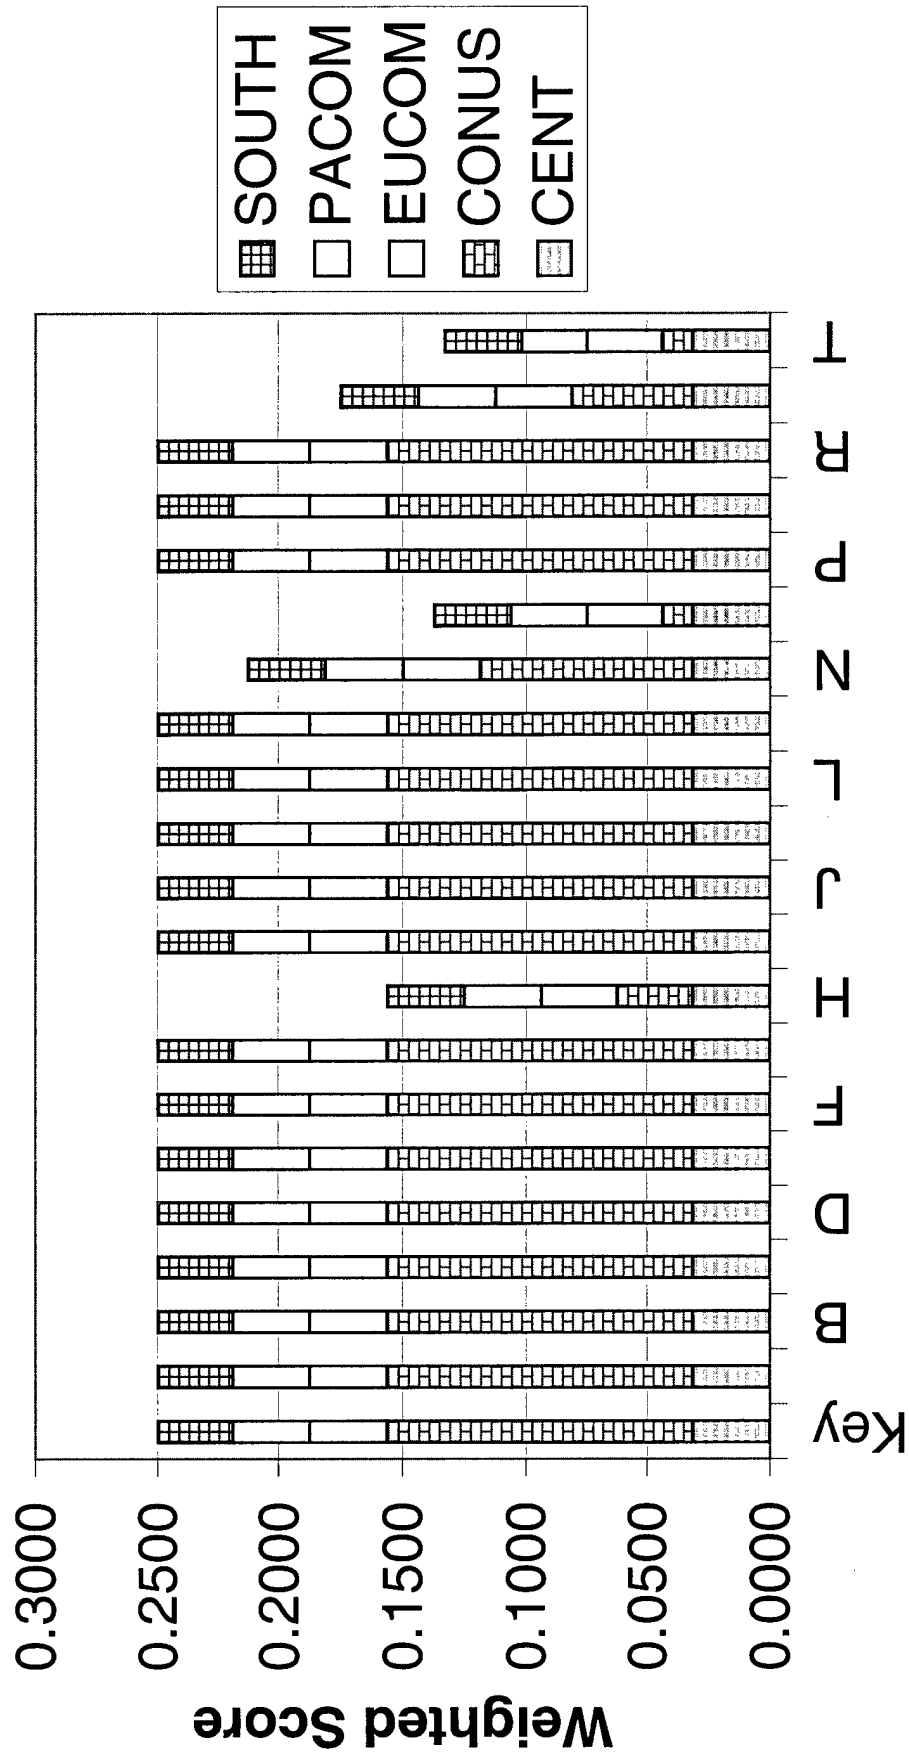 0.3000
0.2500
0.2000
0.1500
0.1000
0.0500
0.0000
Weighted Score
Key B D F H J L N P R T
SOUTH
PACOM
EUCOM
CONUS
CENT